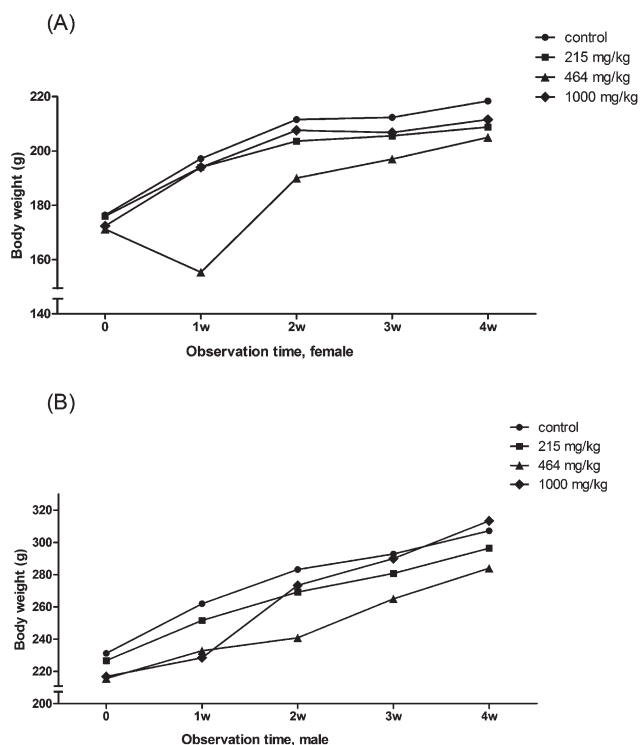 (A)
control
215 mg/kg
464 mg/kg
1000 mg/kg
220
200
180
160
140
Body weight (g)
0 1w 2w 3w 4w
Observation time, female
(B)
control
215 mg/kg
464 mg/kg
1000 mg/kg
320
300
280
260
240
220
200
Body weight (g)
0 1w 2w 3w 4w
Observation time, male